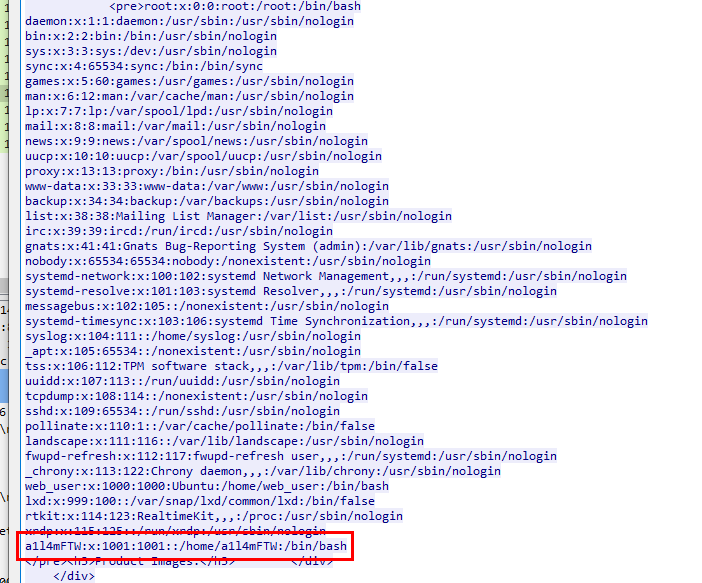 <pre>root:x:0:0:root:/root:/bin/bash
daemon:x:1:1:daemon:/usr/sbin:/usr/sbin/nologin
bin:x:2:2:bin:/bin:/usr/sbin/nologin
sys:x:3:3:sys:/dev:/usr/sbin/nologin
sync:x:4:65534:sync:/bin:/bin/sync
games:x:5:60:games:/usr/games:/usr/sbin/nologin
man:x:6:12:man:/var/cache/man:/usr/sbin/nologin
lp:x:7:7:lp:/var/spool/lpd:/usr/sbin/nologin
mail:x:8:8:mail:/var/mail:/usr/sbin/nologin
news:x:9:9:news:/var/spool/news:/usr/sbin/nologin
uucp:x:10:10:uucp:/var/spool/uucp:/usr/sbin/nologin
proxy:x:13:13:proxy:/bin:/usr/sbin/nologin
www-data:x:33:33:www-data:/var/www:/usr/sbin/nologin
backup:x:34:34:backup:/var/backups:/usr/sbin/nologin
list:x:38:38:Mailing List Manager:/var/list:/usr/sbin/nologin
irc:x:39:39:ircd:/run/ircd:/usr/sbin/nologin
gnats:x:41:41:Gnats Bug-Reporting System (admin):/var/lib/gnats:/usr/sbin/nologin
nobody:x:65534:65534:nobody:/nonexistent:/usr/sbin/nologin
systemd-network:x:100:102:systemd Network Management,,,:/run/systemd:/usr/sbin/nologin
systemd-resolve:x:101:103:systemd Resolver,,,:/run/systemd:/usr/sbin/nologin
messagebus:x:102:105::/nonexistent:/usr/sbin/nologin
systemd-timesync:x:103:106:systemd Time Synchronization,,,:/run/systemd:/usr/sbin/nologin
syslog:x:104:111::/home/syslog:/usr/sbin/nologin
_apt:x:105:65534::/nonexistent:/usr/sbin/nologin
tss:x:106:112:TPM software stack,,,:/var/lib/tpm:/bin/false
uuidd:x:107:113::/run/uuidd:/usr/sbin/nologin
tcpdump:x:108:114::/nonexistent:/usr/sbin/nologin
sshd:x:109:65534::/run/sshd:/usr/sbin/nologin
pollinate:x:110:1::/var/cache/pollinate:/bin/false
landscape:x:111:116::/var/lib/landscape:/usr/sbin/nologin
fwupd-refresh:x:112:117:fwupd-refresh user,,,:/run/systemd:/usr/sbin/nologin
_chrony:x:113:122:Chrony daemon,,,:/var/lib/chrony:/usr/sbin/nologin
web_user:x:1000:1000:Ubuntu:/home/web_user:/bin/bash
lxd:x:999:100::/var/snap/lxd/common/lxd:/bin/false
rtkit:x:114:123:RealtimeKit,,,:/proc:/usr/sbin/nologin
xrdp:x:115:125::/run/xrdp:/usr/sbin/nologin
a1l4mFTW:x:1001:1001::/home/a1l4mFTW:/bin/bash
</pre><h3>Product Images:</h3> </div>
</div>